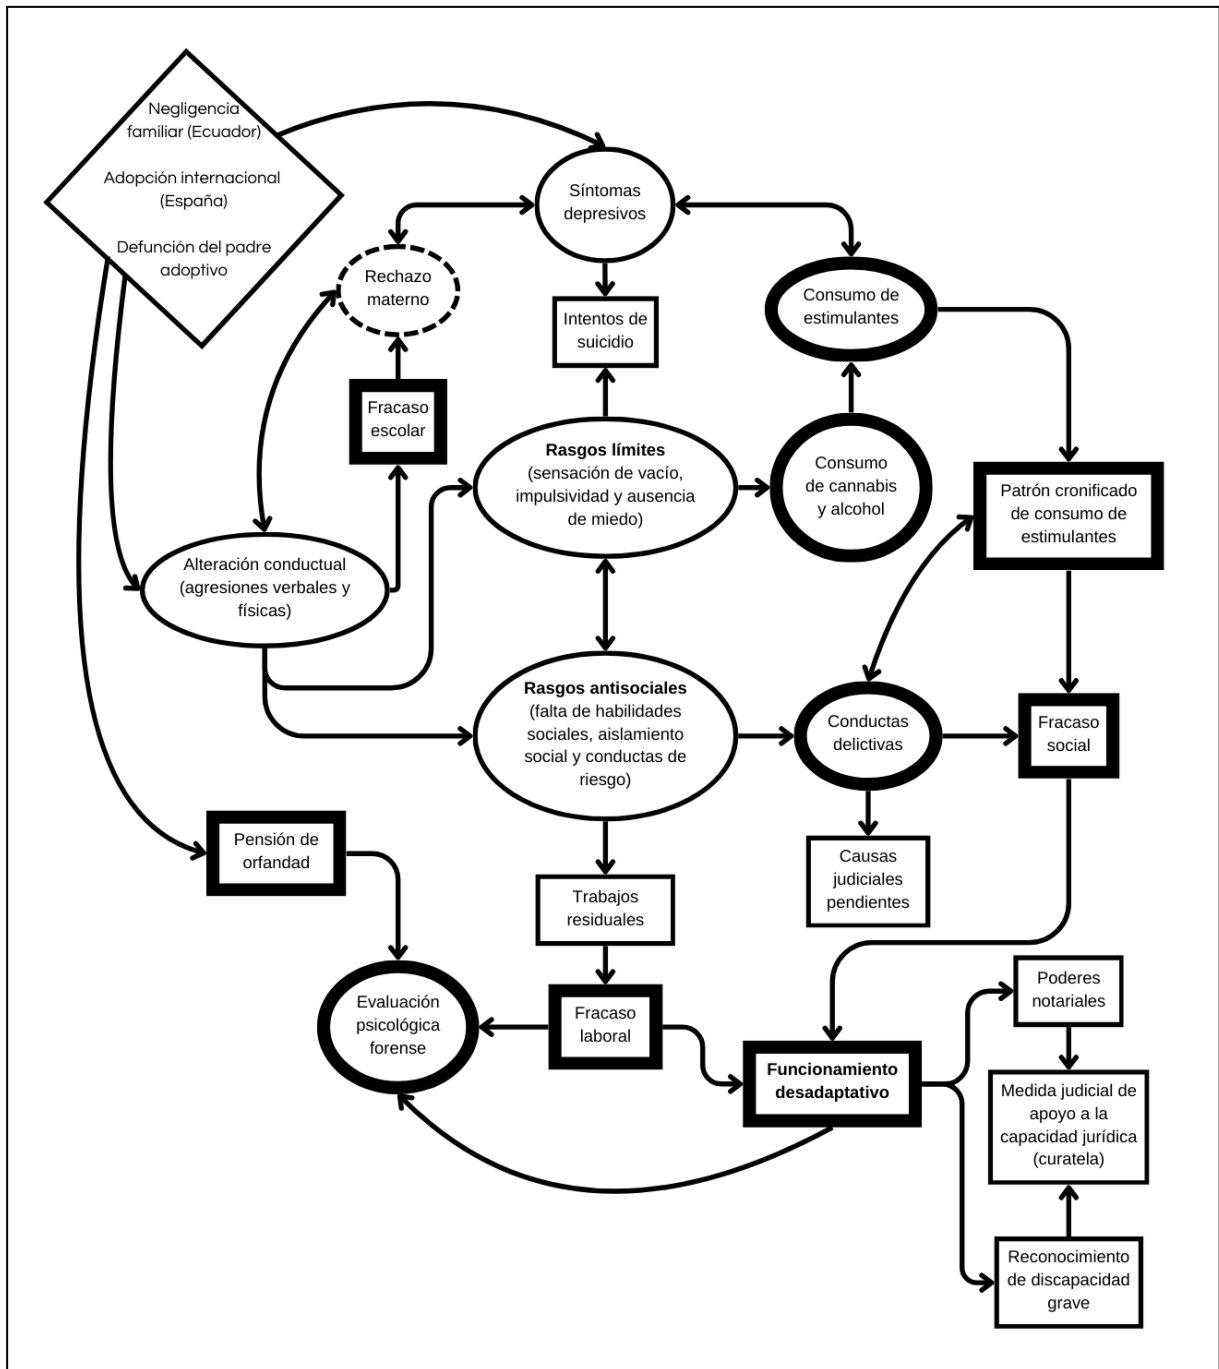 Negligencia
familiar (Ecuador)
Adopción internacional
(España)
Defunción del padre
adoptivo
Síntomas
depresivos
Rechazo
materno
Intentos de
suicidio
Consumo de
estimulantes
Fracaso
escolar
Rasgos límites
(sensación de vacío,
impulsividad y ausencia
de miedo)
Consumo
de cannabis
y alcohol
Patrón cronificado
de consumo de
estimulantes
Alteración conductual
(agresiones verbales y
físicas)
Rasgos antisociales
(falta de habilidades
sociales, aislamiento
social y conductas de
riesgo)
Conductas
delictivas
Fracaso
social
Pensión de
orfandad
Causas
judiciales
pendientes
Trabajos
residuales
Evaluación
psicológica
forense
Fracaso
laboral
Poderes
notariales
Funcionamiento
desadaptativo
Medida judicial de
apoyo a la
capacidad jurídica
(curatela)
Reconocimiento
de discapacidad
grave